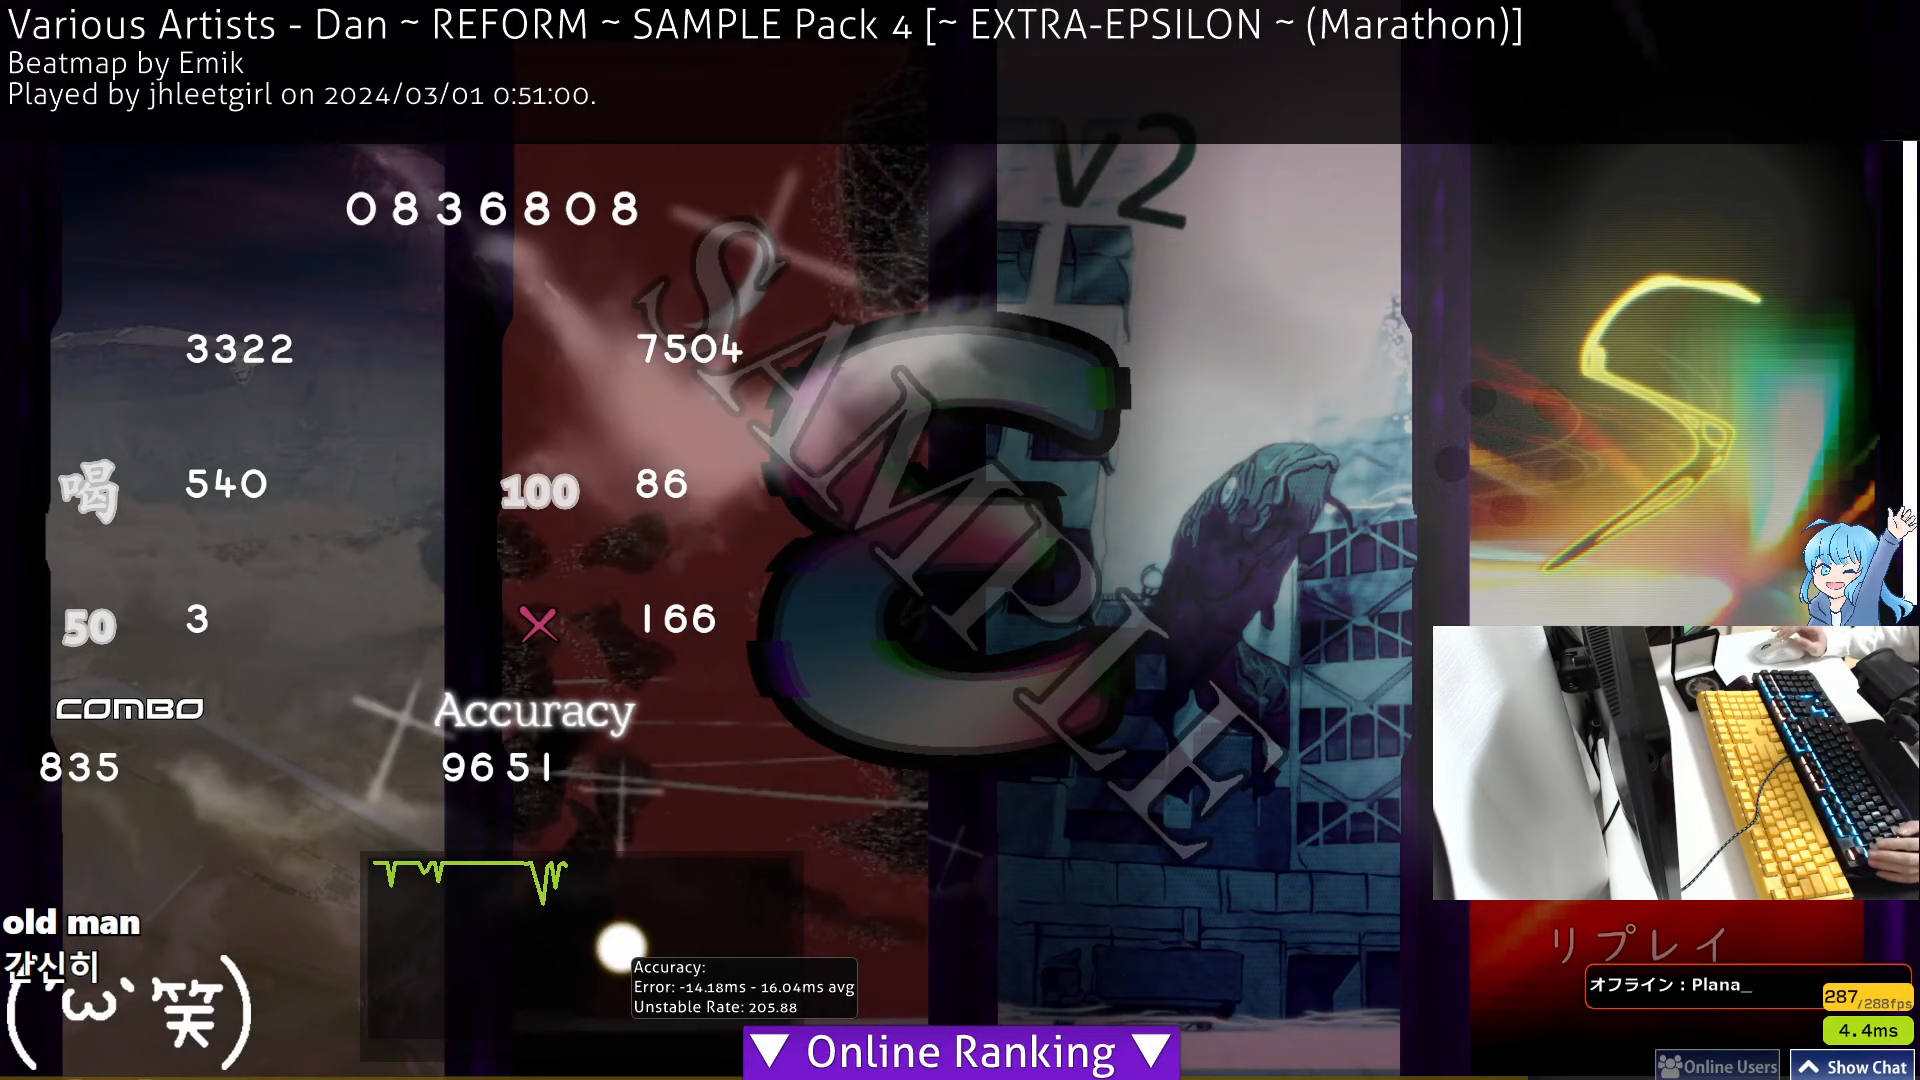 Various Artists - Dan ~ REFORM ~ SAMPLE Pack 4 [~ EXTRA-EPSILON ~ (Marathon)]
Beatmap by Emik
Played by jhleetgirl on 2024/03/01 0:51:00.
v2
0836808
3322 7504
喝 540 100 86
50 3 166
SAMPLE
COMBO Accuracy
835 9651
old man
간신히
(´ω`笑)
Accuracy:
Error: -14.18ms - 16.04ms avg
Unstable Rate: 205.88
リプレイ
オフライン : Plana_
287/288fps
4.4ms
▼ Online Ranking ▼
Online Users
Show Chat